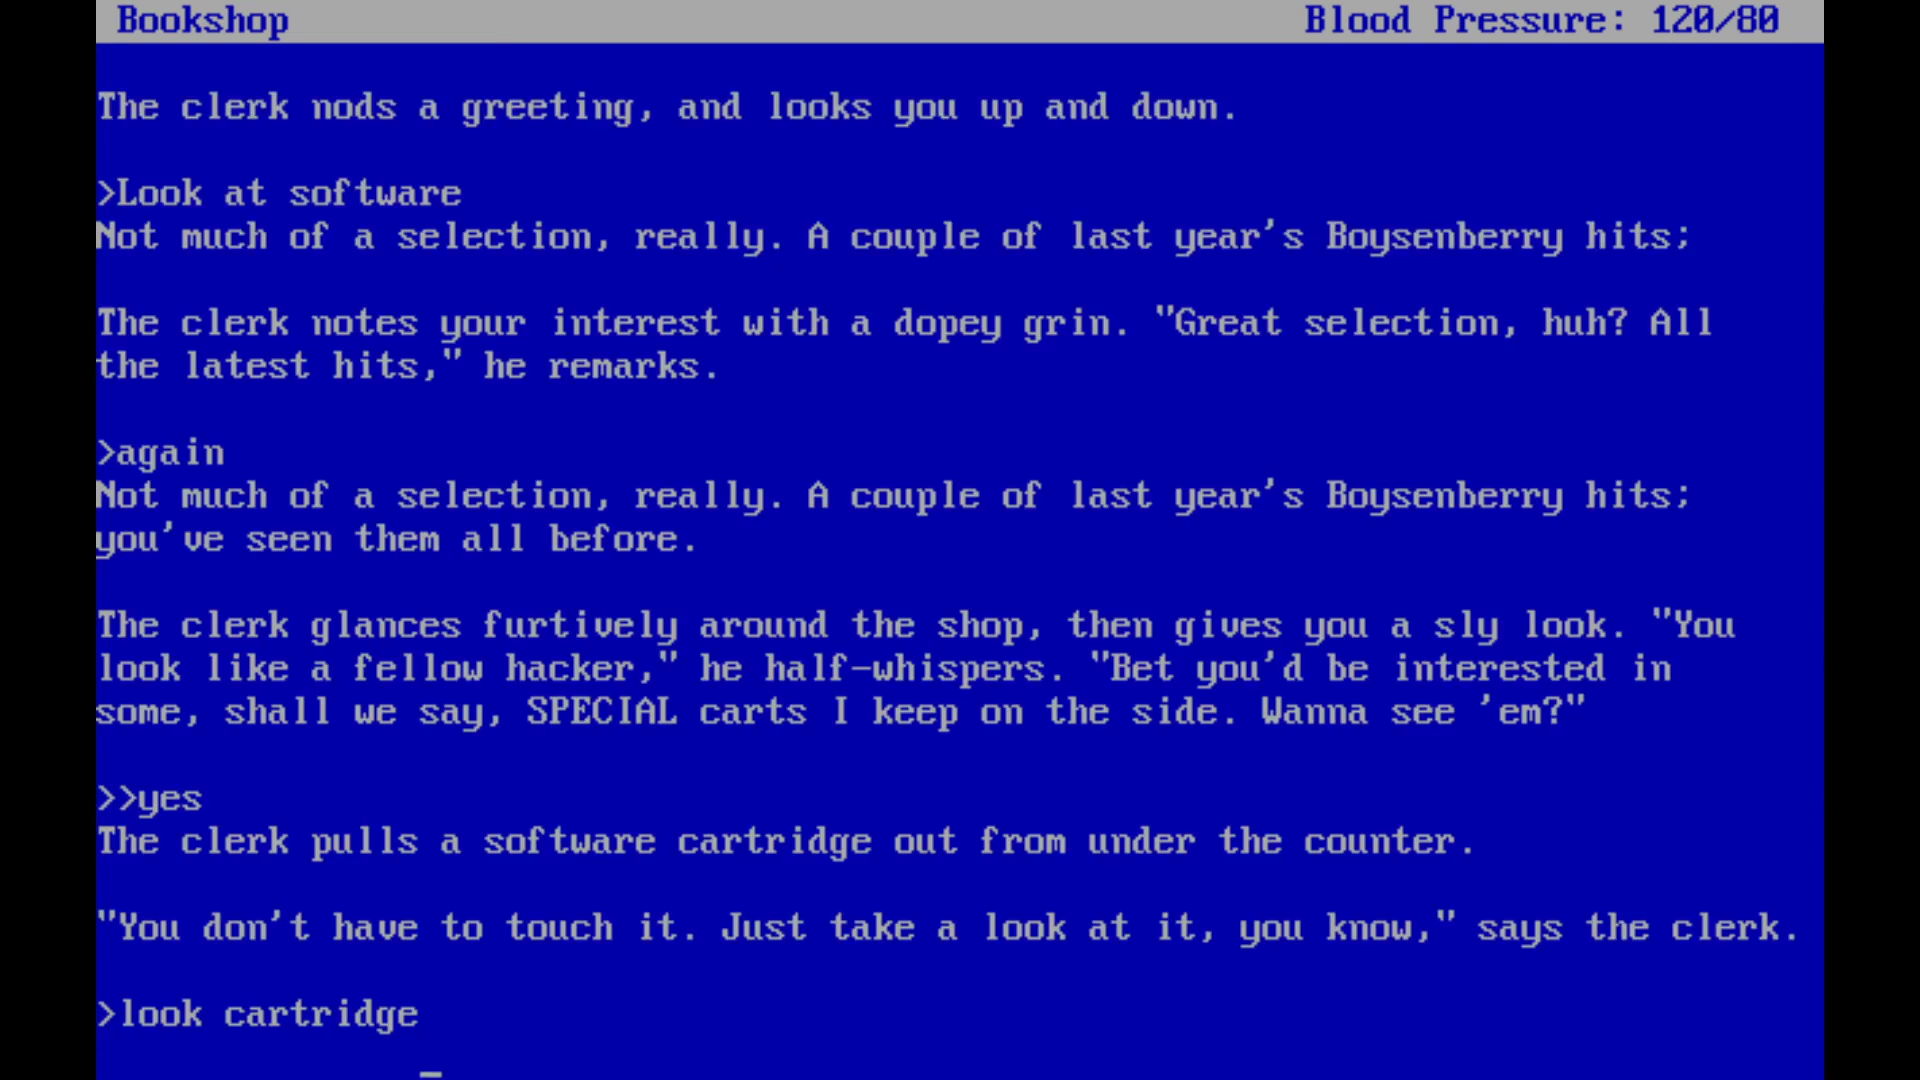 Bookshop Blood Pressure: 120/80
The clerk nods a greeting, and looks you up and down.
>Look at software
Not much of a selection, really. A couple of last year's Boysenberry hits;
The clerk notes your interest with a dopey grin. "Great selection, huh? All
the latest hits," he remarks.
>again
Not much of a selection, really. A couple of last year's Boysenberry hits;
you've seen them all before.
The clerk glances furtively around the shop, then gives you a sly look. "You
look like a fellow hacker," he half-whispers. "Bet you'd be interested in
some, shall we say, SPECIAL carts I keep on the side. Wanna see 'em?"
>>yes
The clerk pulls a software cartridge out from under the counter.
"You don't have to touch it. Just take a look at it, you know," says the clerk.
>look cartridge